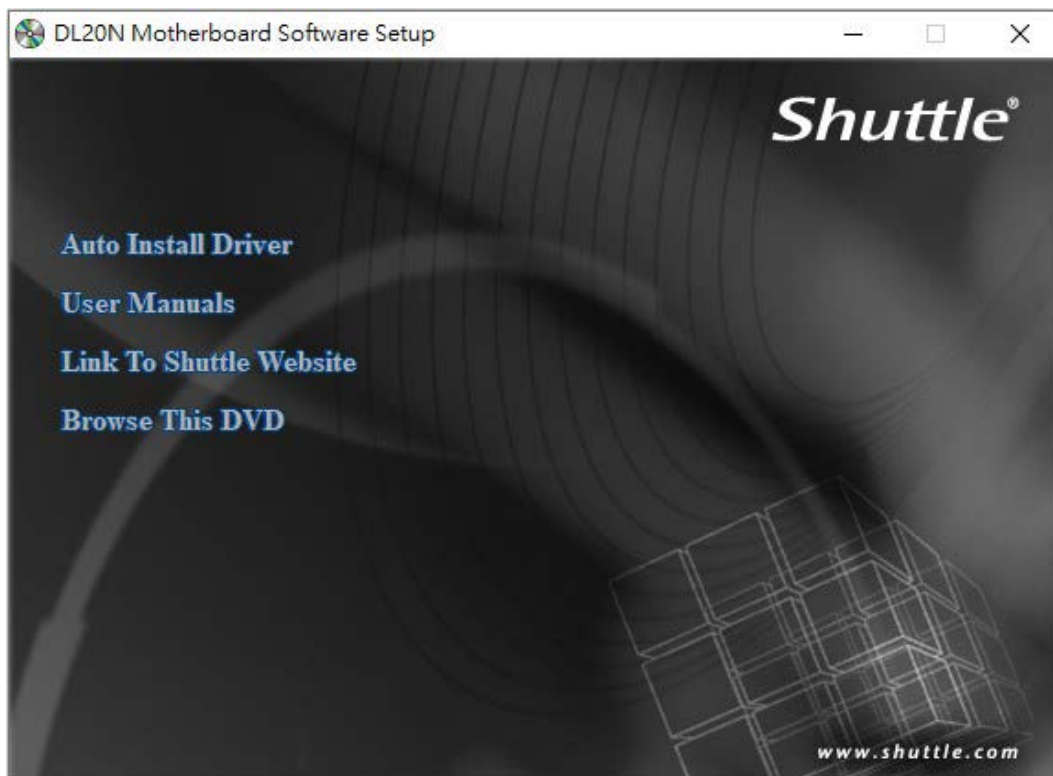 DL20N Motherboard Software Setup
Shuttle®
Auto Install Driver
User Manuals
Link To Shuttle Website
Browse This DVD
www.shuttle.com